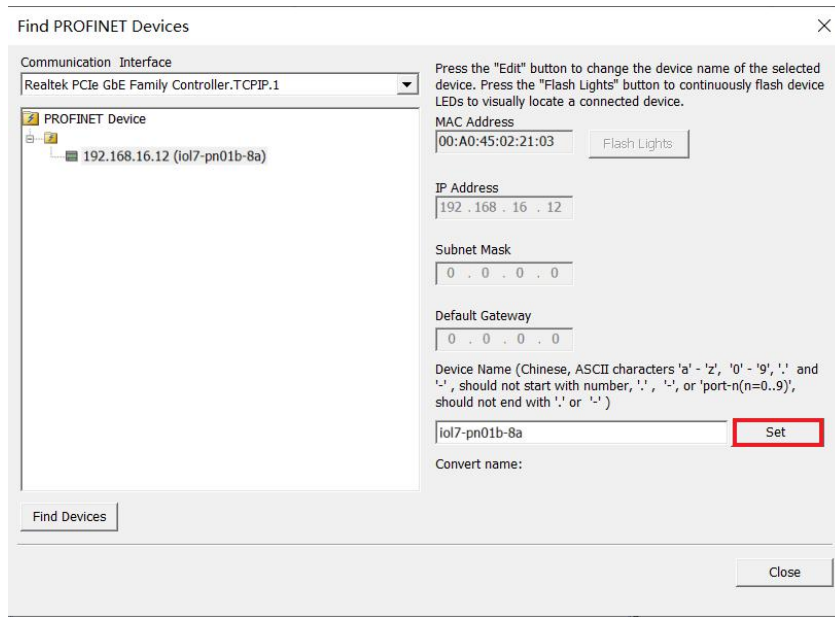 Find PROFINET Devices
Communication Interface
Realtek PCIe GbE Family Controller.TCPIP.1
PROFINET Device
192.168.16.12 (iol7-pn01b-8a)
Find Devices
Press the "Edit" button to change the device name of the selected
device. Press the "Flash Lights" button to continuously flash device
LEDs to visually locate a connected device.
MAC Address
00:A0:45:02:21:03
Flash Lights
IP Address
192 . 168 . 16 . 12
Subnet Mask
0 . 0 . 0 . 0
Default Gateway
0 . 0 . 0 . 0
Device Name (Chinese, ASCII characters 'a' - 'z', '0' - '9', '.' and
'-' , should not start with number, '.' , '-', or 'port-n(n=0..9)',
should not end with '.' or '-' )
iol7-pn01b-8a
Set
Convert name:
Close